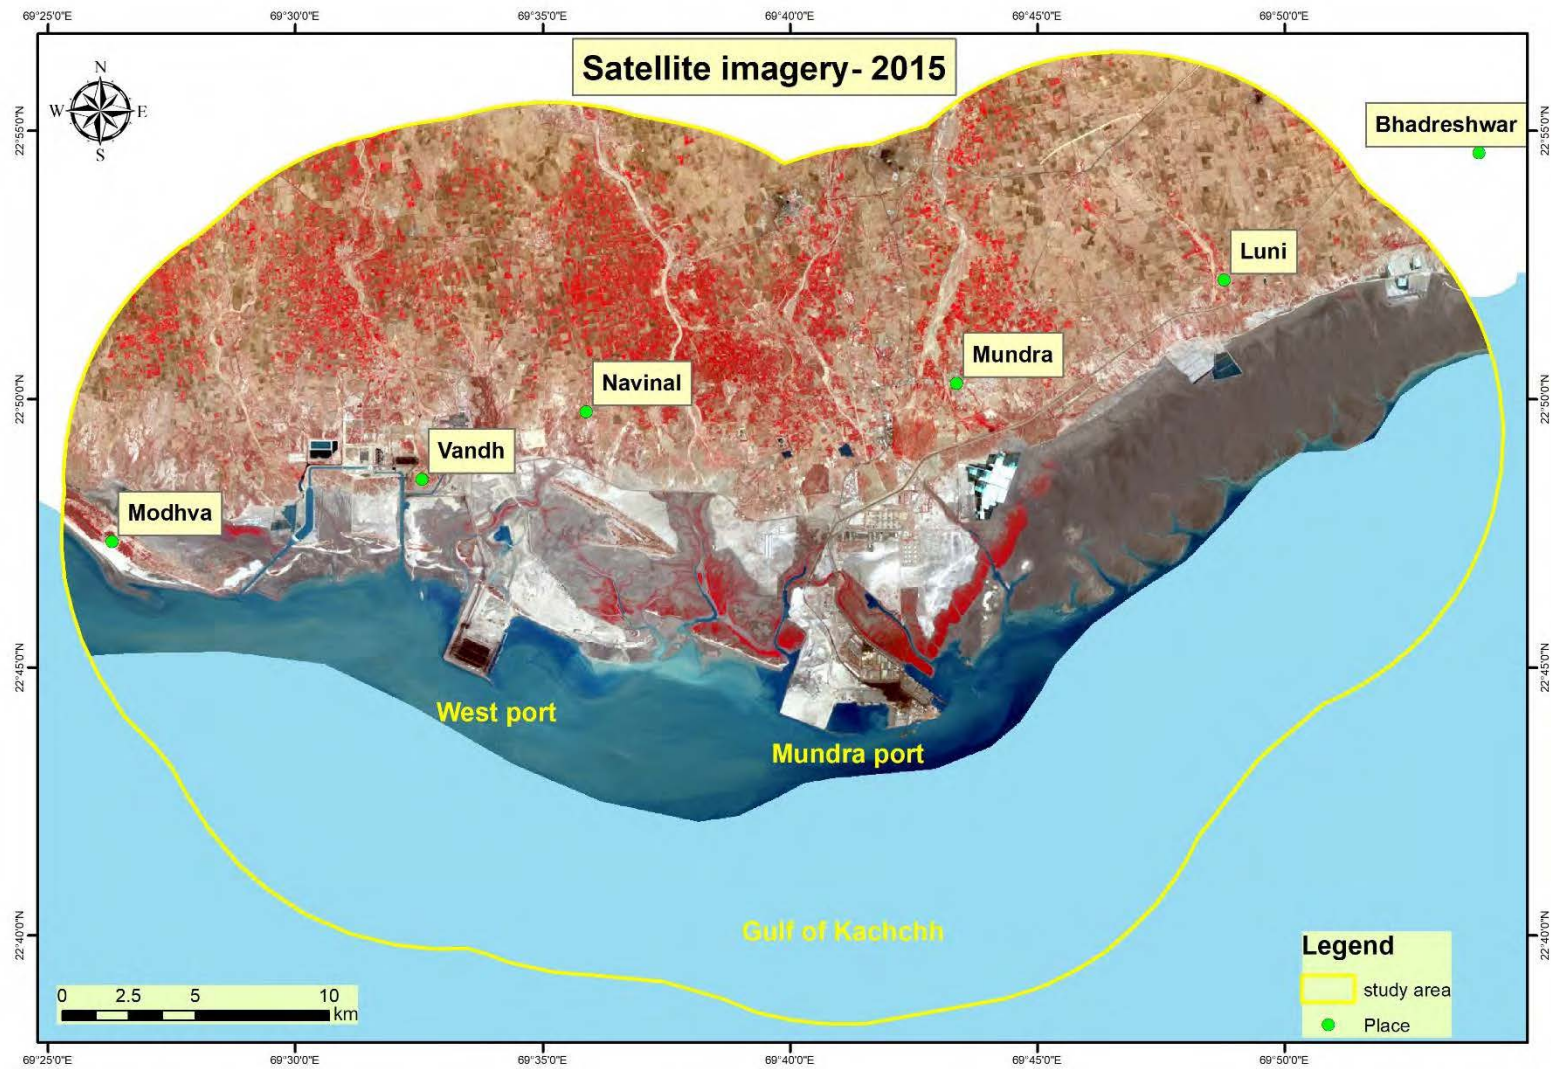 69°25'0"E 69°30'0"E 69°35'0"E 69°40'0"E 69°45'0"E 69°50'0"E
Satellite imagery- 2015
N
W E
S
22°55'0"N 22°55'0"N
Bhadreshwar
Luni
Mundra
Navinal
22°50'0"N 22°50'0"N
Vandh
Modhva
22°45'0"N 22°45'0"N
West port
Mundra port
Gulf of Kachchh
22°40'0"N 22°40'0"N
Legend
study area
Place
0 2.5 5 10
km
69°25'0"E 69°30'0"E 69°35'0"E 69°40'0"E 69°45'0"E 69°50'0"E